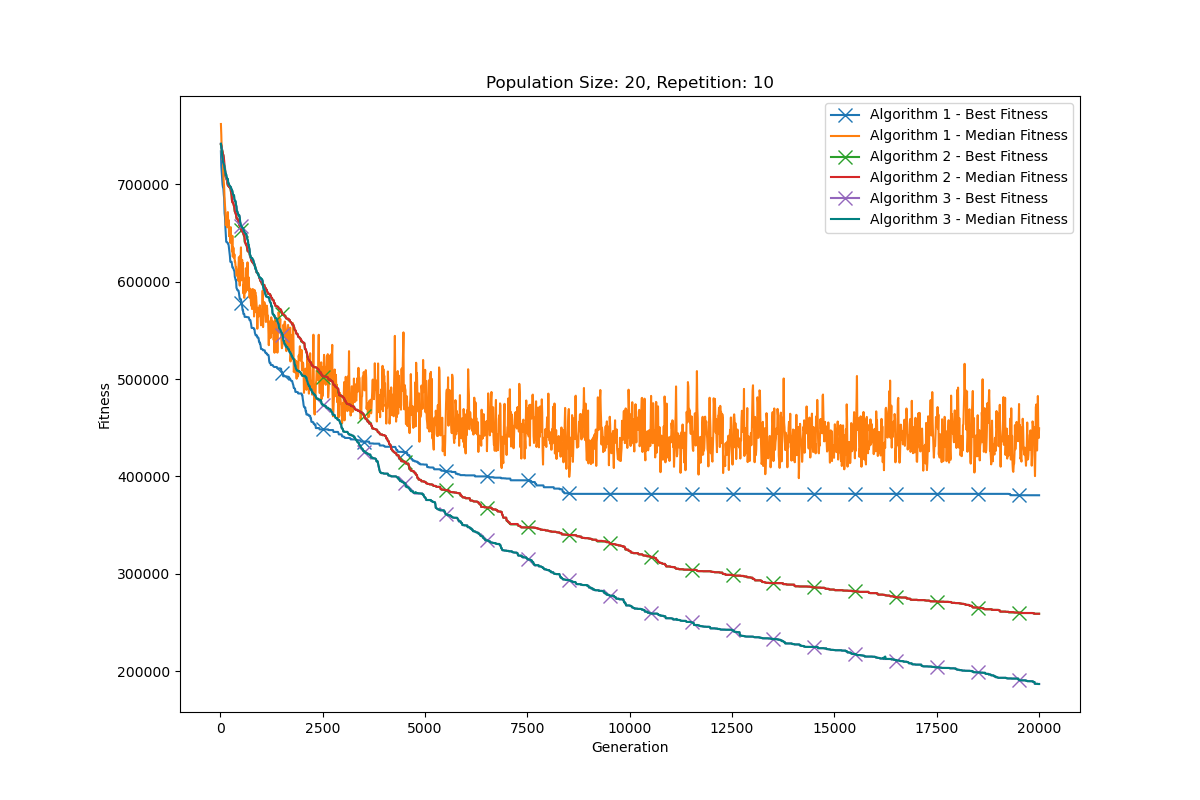 Population Size: 20, Repetition: 10
Algorithm 1 - Best Fitness
Algorithm 1 - Median Fitness
Algorithm 2 - Best Fitness
Algorithm 2 - Median Fitness
Algorithm 3 - Best Fitness
Algorithm 3 - Median Fitness
700000
600000
500000
400000
300000
200000
Fitness
0 2500 5000 7500 10000 12500 15000 17500 20000
Generation